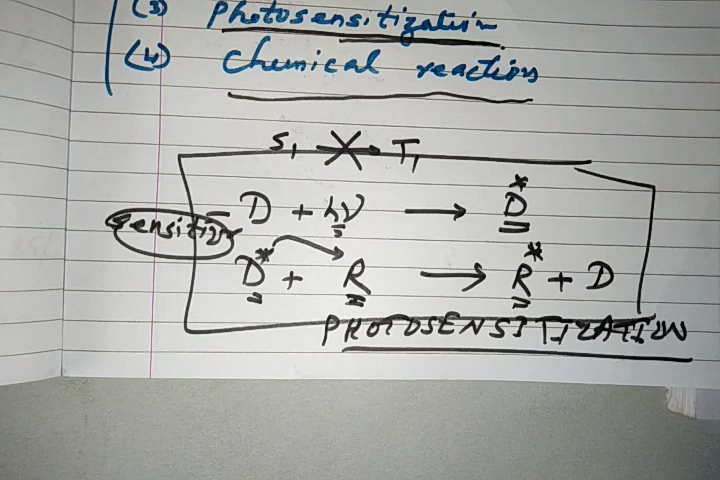 (3) Photosensitization
(4) Chemical reactions
S₁ ⟶ T₁
D + hν ⟶ D*
Sensitizer
D* + R ⟶ R* + D
PHOTOSENSITIZATION